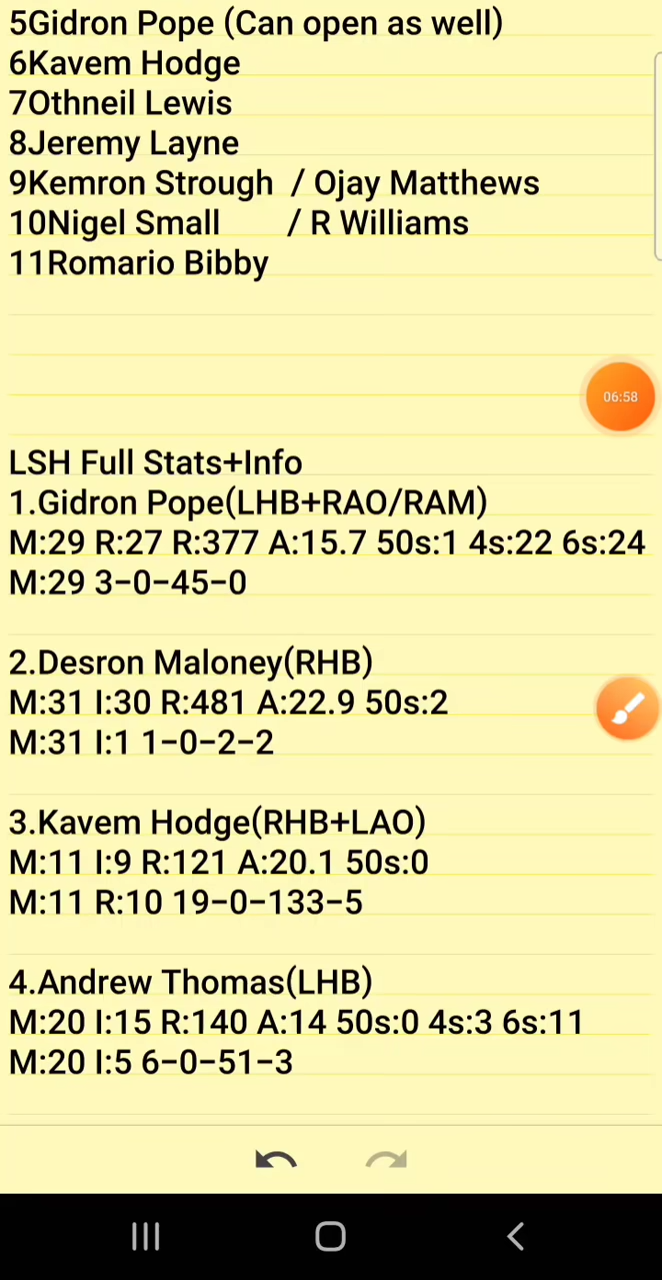 5Gidron Pope (Can open as well)
6Kavem Hodge
7Othneil Lewis
8Jeremy Layne
9Kemron Strough / Ojay Matthews
10Nigel Small / R Williams
11Romario Bibby
06:58
LSH Full Stats+Info
1.Gidron Pope(LHB+RAO/RAM)
M:29 R:27 R:377 A:15.7 50s:1 4s:22 6s:24
M:29 3-0-45-0
2.Desron Maloney(RHB)
M:31 I:30 R:481 A:22.9 50s:2
M:31 I:1 1-0-2-2
3.Kavem Hodge(RHB+LAO)
M:11 I:9 R:121 A:20.1 50s:0
M:11 R:10 19-0-133-5
4.Andrew Thomas(LHB)
M:20 I:15 R:140 A:14 50s:0 4s:3 6s:11
M:20 I:5 6-0-51-3